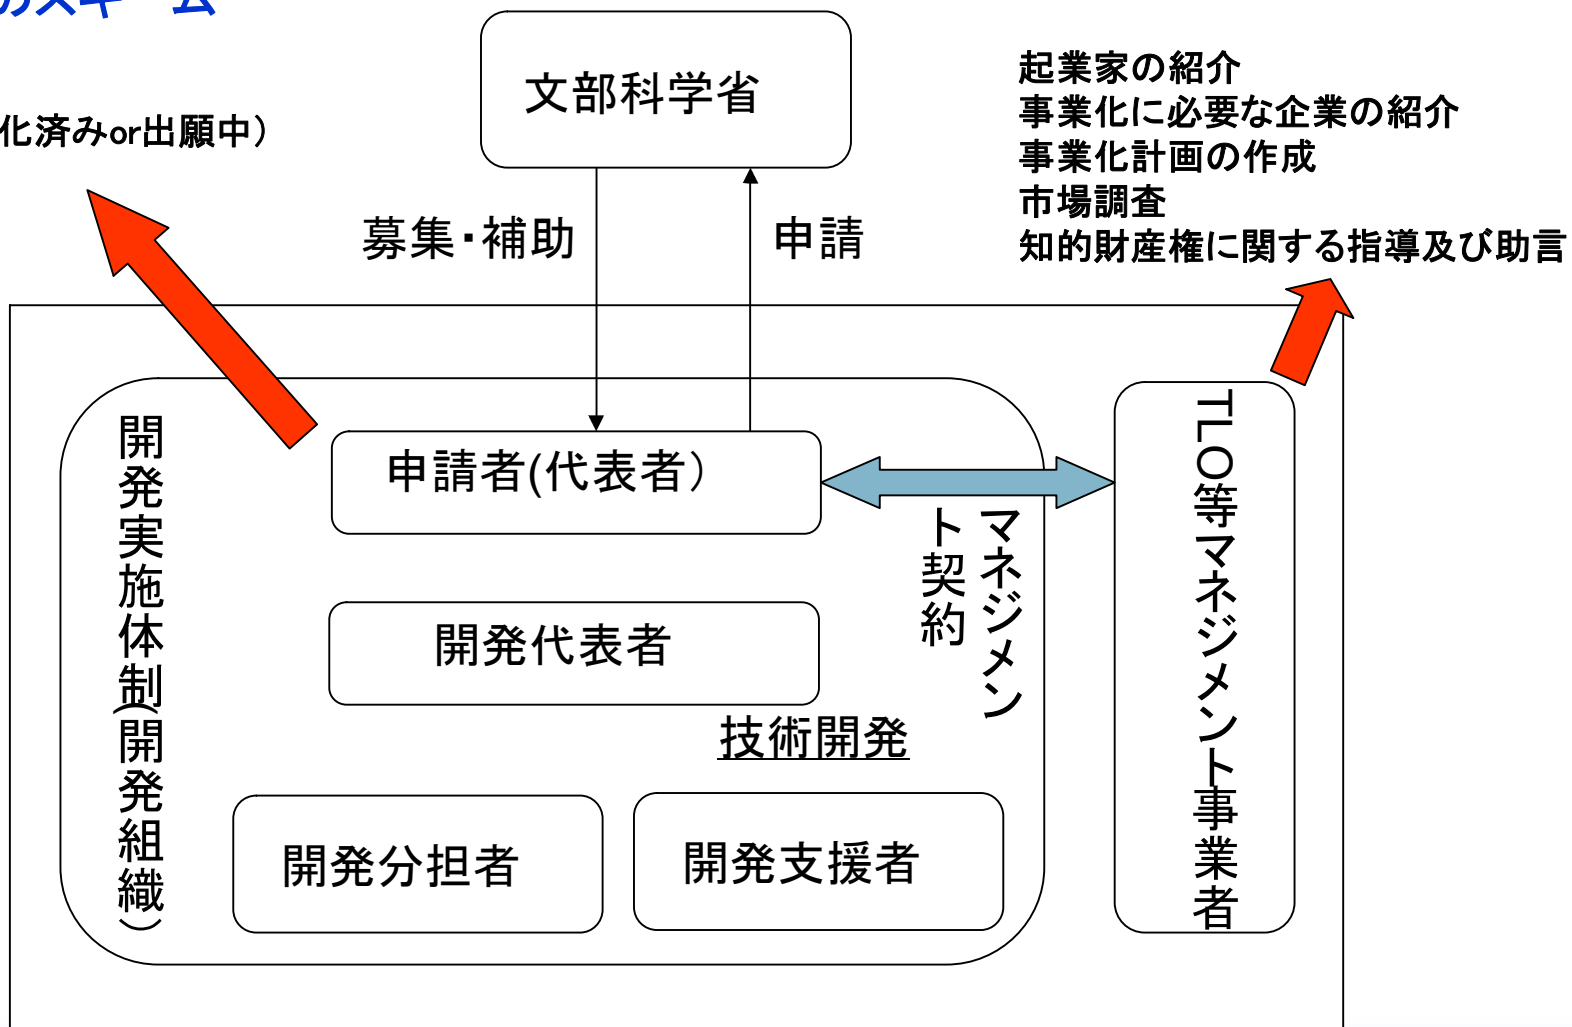 のスキーム
文部科学省
起業家の紹介
事業化に必要な企業の紹介
事業化計画の作成
市場調査
知的財産権に関する指導及び助言
化済みor出願中）
募集・補助
申請
開発実施体制（開発組織）
申請者(代表者）
マネジメン
ト契約
TLO等マネジメント事業者
開発代表者
技術開発
開発分担者
開発支援者